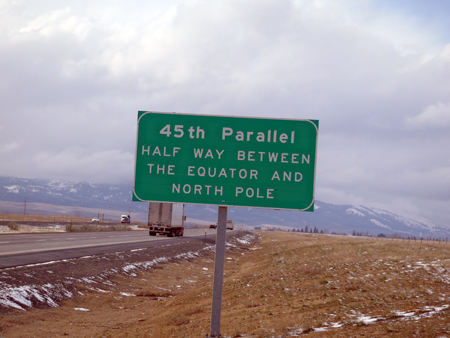 45th Parallel
HALF WAY BETWEEN
THE EQUATOR AND
NORTH POLE